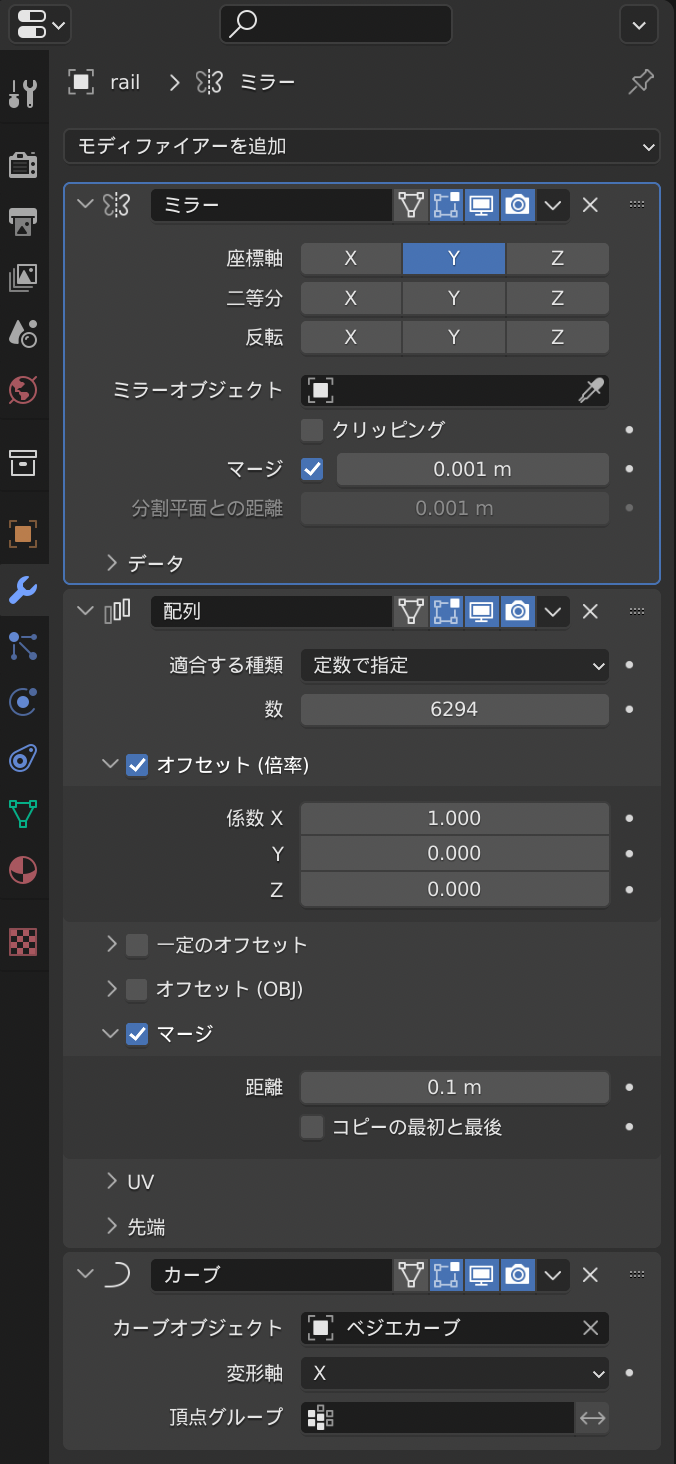 rail ミラー
モディファイアーを追加
ミラー
座標軸 X Y Z
二等分 X Y Z
反転 X Y Z
ミラーオブジェクト
クリッピング
マージ 0.001 m
分割平面との距離 0.001 m
データ
配列
適合する種類 定数で指定
数 6294
オフセット (倍率)
係数 X 1.000
Y 0.000
Z 0.000
一定のオフセット
オフセット (OBJ)
マージ
距離 0.1 m
コピーの最初と最後
UV
先端
カーブ
カーブオブジェクト ベジエカーブ
変形軸 X
頂点グループ